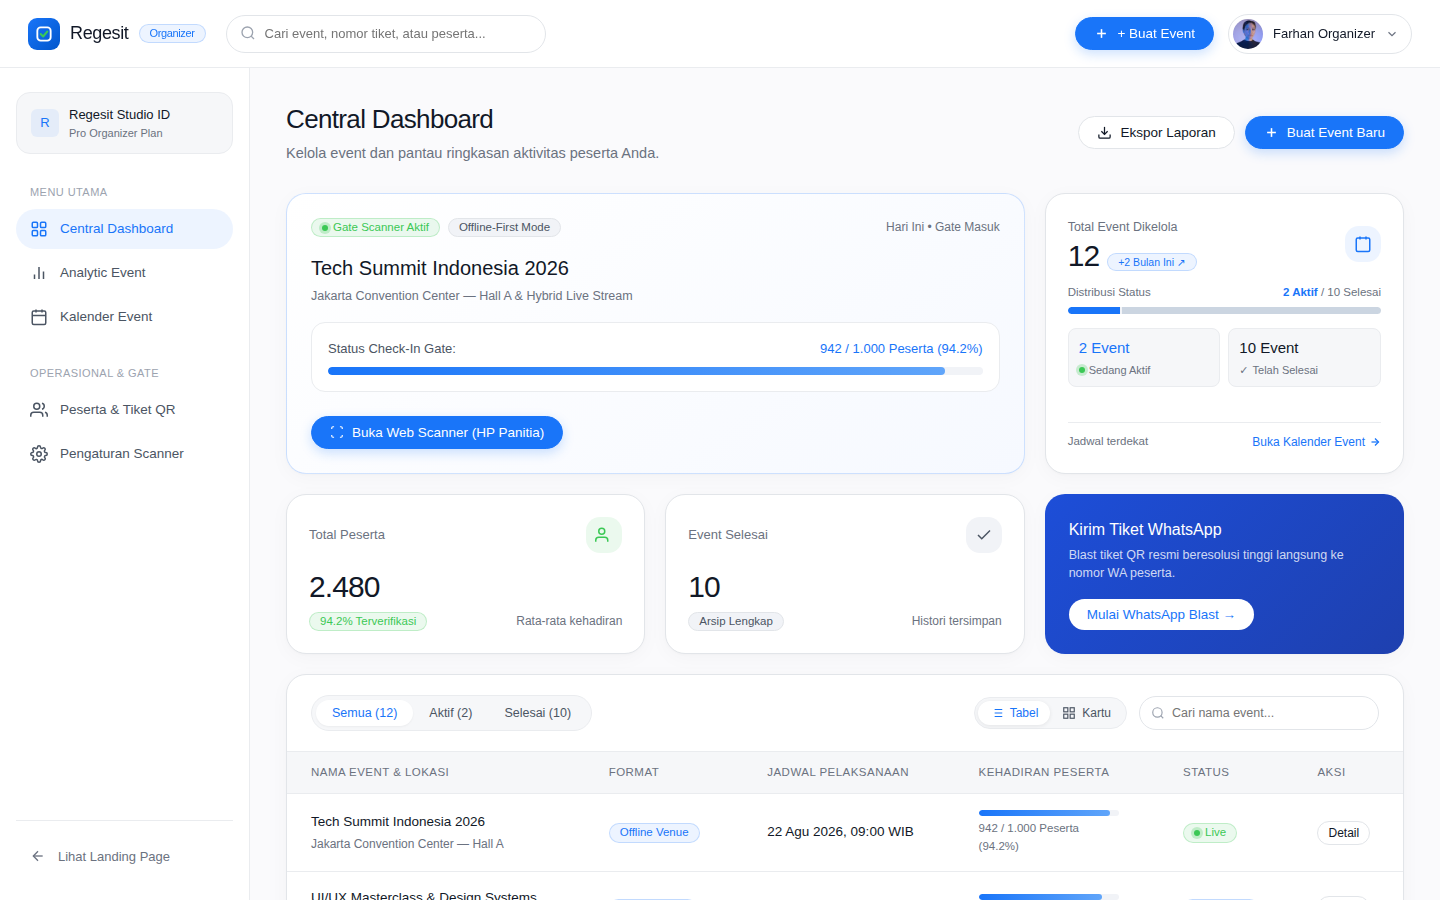 Regesit Organizer
Cari event, nomor tiket, atau peserta...
+ Buat Event
Farhan Organizer
R
Regesit Studio ID
Pro Organizer Plan
MENU UTAMA
Central Dashboard
Analytic Event
Kalender Event
OPERASIONAL & GATE
Peserta & Tiket QR
Pengaturan Scanner
Lihat Landing Page
Central Dashboard
Kelola event dan pantau ringkasan aktivitas peserta Anda.
Ekspor Laporan
Buat Event Baru
Gate Scanner Aktif
Offline-First Mode
Hari Ini • Gate Masuk
Tech Summit Indonesia 2026
Jakarta Convention Center — Hall A & Hybrid Live Stream
Status Check-In Gate:
942 / 1.000 Peserta (94.2%)
Buka Web Scanner (HP Panitia)
Total Event Dikelola
12
+2 Bulan Ini ↗
Distribusi Status
2 Aktif / 10 Selesai
2 Event
Sedang Aktif
10 Event
✓ Telah Selesai
Jadwal terdekat
Buka Kalender Event →
Total Peserta
2.480
94.2% Terverifikasi
Rata-rata kehadiran
Event Selesai
10
Arsip Lengkap
Histori tersimpan
Kirim Tiket WhatsApp
Blast tiket QR resmi beresolusi tinggi langsung ke
nomor WA peserta.
Mulai WhatsApp Blast →
Semua (12)
Aktif (2)
Selesai (10)
Tabel
Kartu
Cari nama event...
NAMA EVENT & LOKASI
FORMAT
JADWAL PELAKSANAAN
KEHADIRAN PESERTA
STATUS
AKSI
Tech Summit Indonesia 2026
Jakarta Convention Center — Hall A
Offline Venue
22 Agu 2026, 09:00 WIB
942 / 1.000 Peserta
(94.2%)
Live
Detail
UI/UX Masterclass & Design Systems